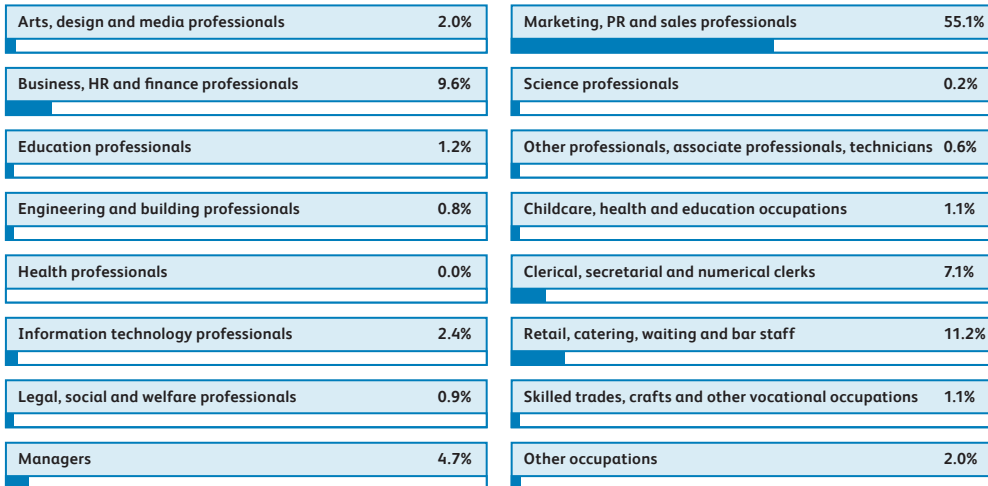 Arts, design and media professionals 2.0%
Business, HR and finance professionals 9.6%
Education professionals 1.2%
Engineering and building professionals 0.8%
Health professionals 0.0%
Information technology professionals 2.4%
Legal, social and welfare professionals 0.9%
Managers 4.7%
Marketing, PR and sales professionals 55.1%
Science professionals 0.2%
Other professionals, associate professionals, technicians 0.6%
Childcare, health and education occupations 1.1%
Clerical, secretarial and numerical clerks 7.1%
Retail, catering, waiting and bar staff 11.2%
Skilled trades, crafts and other vocational occupations 1.1%
Other occupations 2.0%